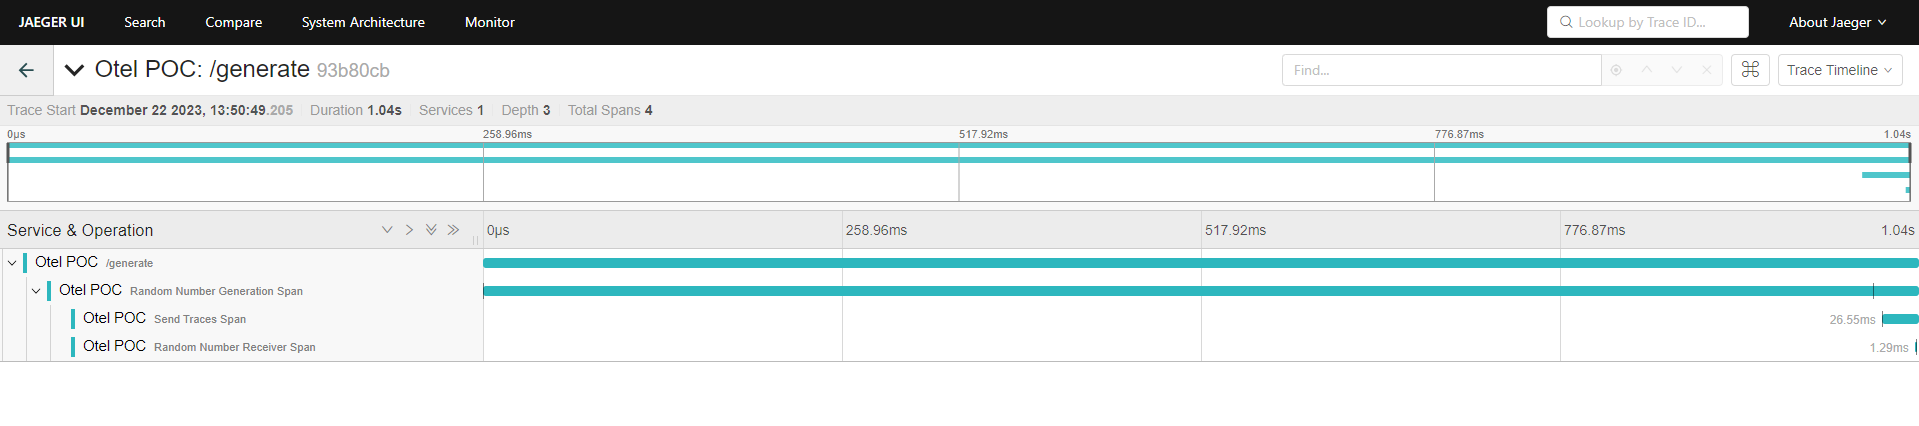 JAEGER UI Search Compare System Architecture Monitor Lookup by Trace ID... About Jaeger
Otel POC: /generate 93b80cb Find... Trace Timeline
Trace Start December 22 2023, 13:50:49.205 Duration 1.04s Services 1 Depth 3 Total Spans 4
0μs 258.96ms 517.92ms 776.87ms 1.04s
Service & Operation 0μs 258.96ms 517.92ms 776.87ms 1.04s
Otel POC /generate
Otel POC Random Number Generation Span
Otel POC Send Traces Span 26.55ms
Otel POC Random Number Receiver Span 1.29ms